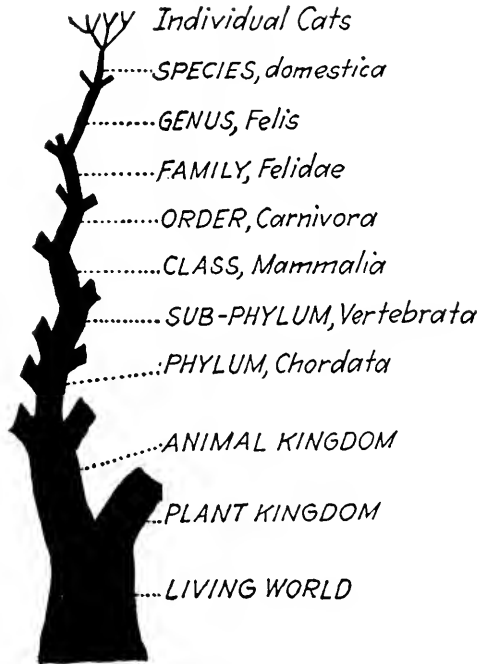 Individual Cats
SPECIES, domestica
GENUS, Felis
FAMILY, Felidae
ORDER, Carnivora
CLASS, Mammalia
SUB-PHYLUM, Vertebrata
PHYLUM, Chordata
ANIMAL KINGDOM
PLANT KINGDOM
LIVING WORLD